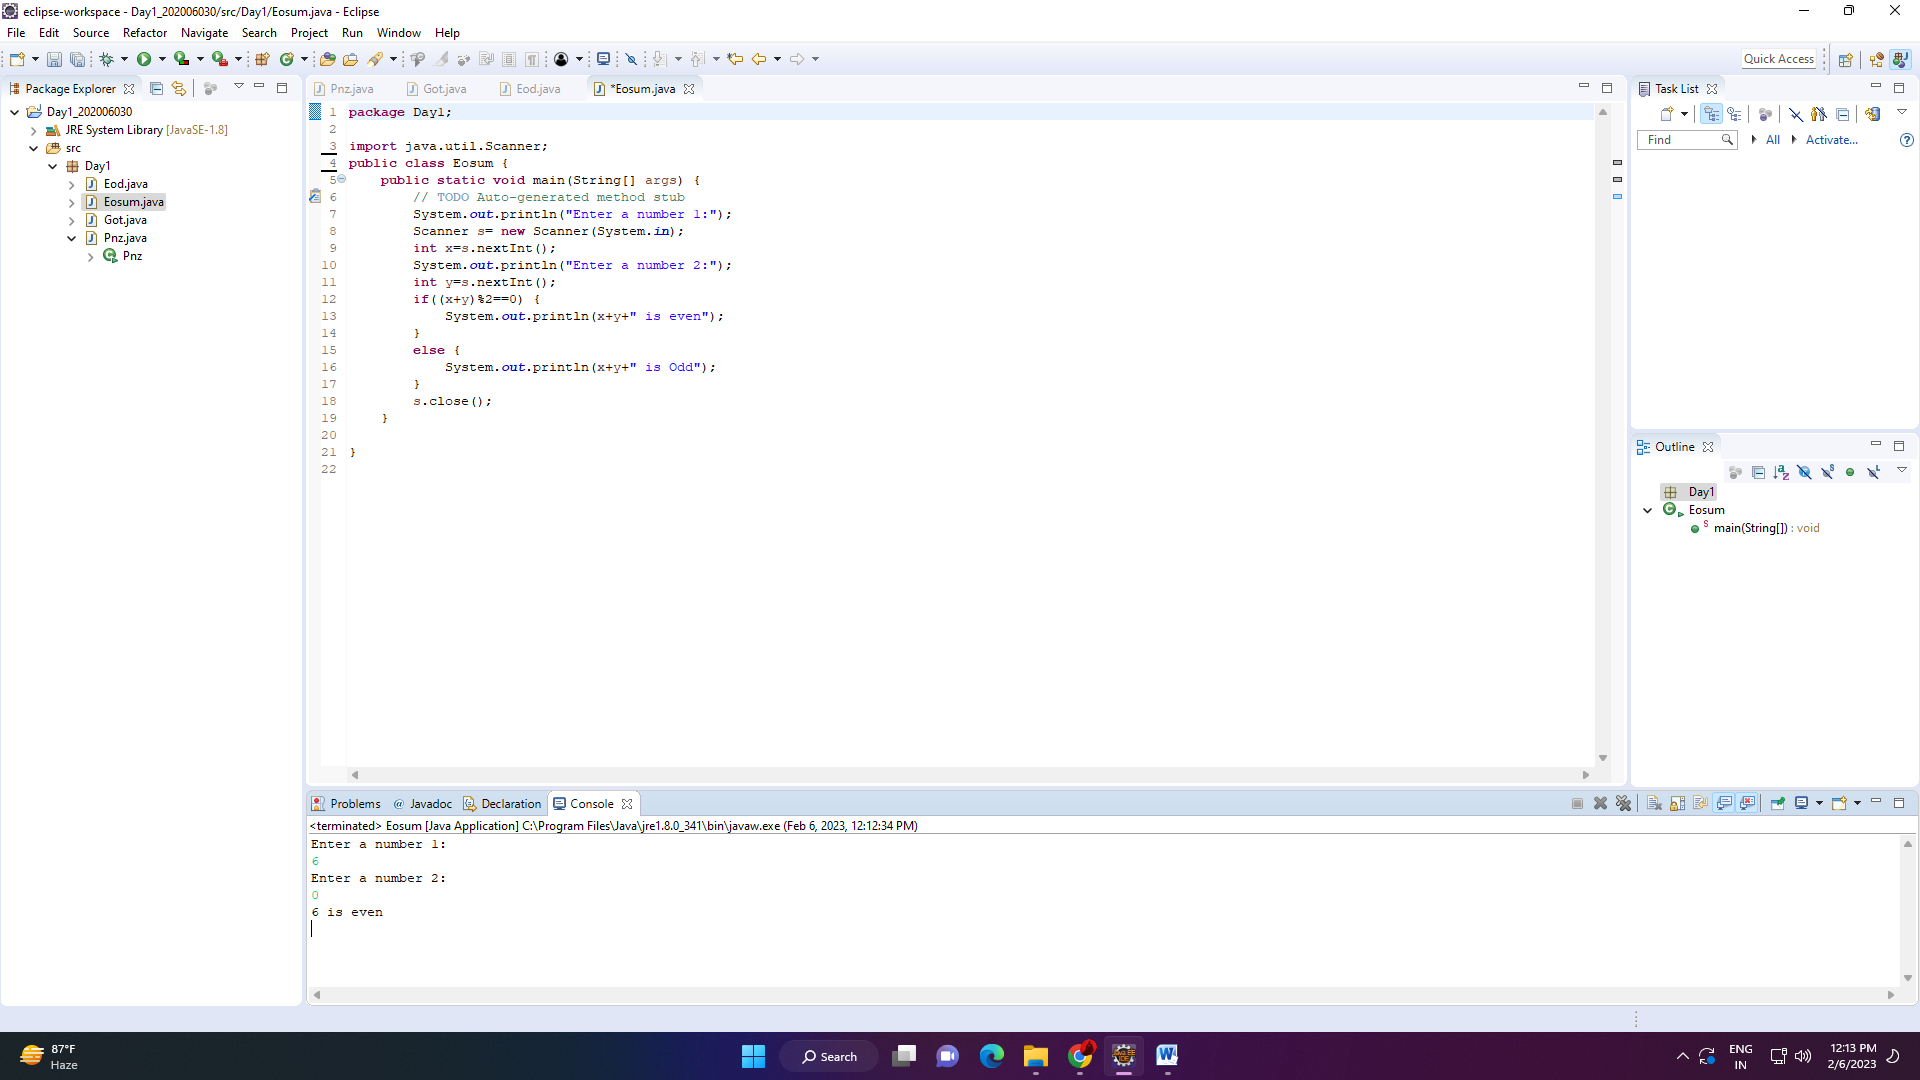 eclipse-workspace - Day1_202006030/src/Day1/Eosum.java - Eclipse
File Edit Source Refactor Navigate Search Project Run Window Help
Quick Access
Package Explorer
Day1_202006030
JRE System Library [JavaSE-1.8]
src
Day1
Eod.java
Eosum.java
Got.java
Pnz.java
Pnz
Pnz.java Got.java Eod.java *Eosum.java
1 package Day1;
2
3 import java.util.Scanner;
4 public class Eosum {
5 public static void main(String[] args) {
6 // TODO Auto-generated method stub
7 System.out.println("Enter a number 1:");
8 Scanner s= new Scanner(System.in);
9 int x=s.nextInt();
10 System.out.println("Enter a number 2:");
11 int y=s.nextInt();
12 if((x+y)%2==0) {
13 System.out.println(x+y+" is even");
14 }
15 else {
16 System.out.println(x+y+" is Odd");
17 }
18 s.close();
19 }
20
21 }
22
Task List
Find All Activate...
Outline
Day1
Eosum
main(String[]) : void
Problems @ Javadoc Declaration Console
<terminated> Eosum [Java Application] C:\Program Files\Java\jre1.8.0_341\bin\javaw.exe (Feb 6, 2023, 12:12:34 PM)
Enter a number 1:
6
Enter a number 2:
0
6 is even
87°F
Haze
Search
ENG
IN
12:13 PM
2/6/2023